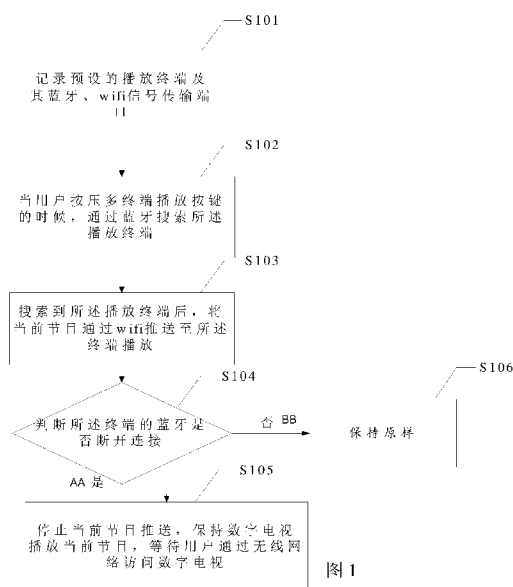 S101
记录预设的播放终端及
其蓝牙、wifi信号传输端
口
S102
当用户按压多终端播放按键
的时候，通过蓝牙搜索所述
播放终端
S103
搜索到所述播放终端后，将
当前节目通过wifi推送至所述
终端播放
S104
判断所述终端的蓝牙是
否断开连接
否 BB
S106
保持原样
AA 是
S105
停止当前节目推送，保持数字电视
播放当前节目，等待用户通过无线网
络访问数字电视
图1